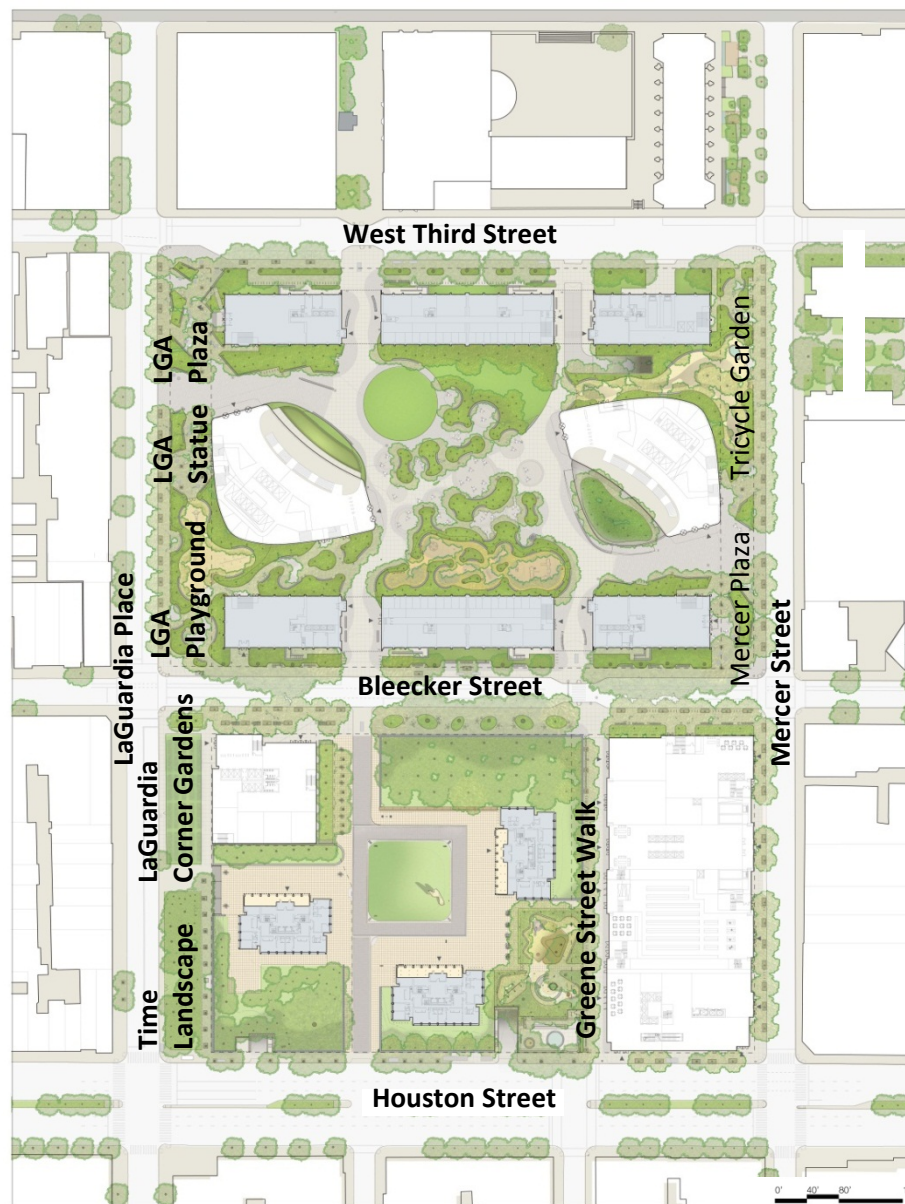 West Third Street
LGA
Plaza
Tricycle Garden
LGA
Statue
LGA
Playground
Mercer Plaza
LaGuardia Place
Mercer Street
Bleecker Street
LaGuardia
Corner Gardens
Greene Street Walk
Time
Landscape
Houston Street
0' 40' 80'